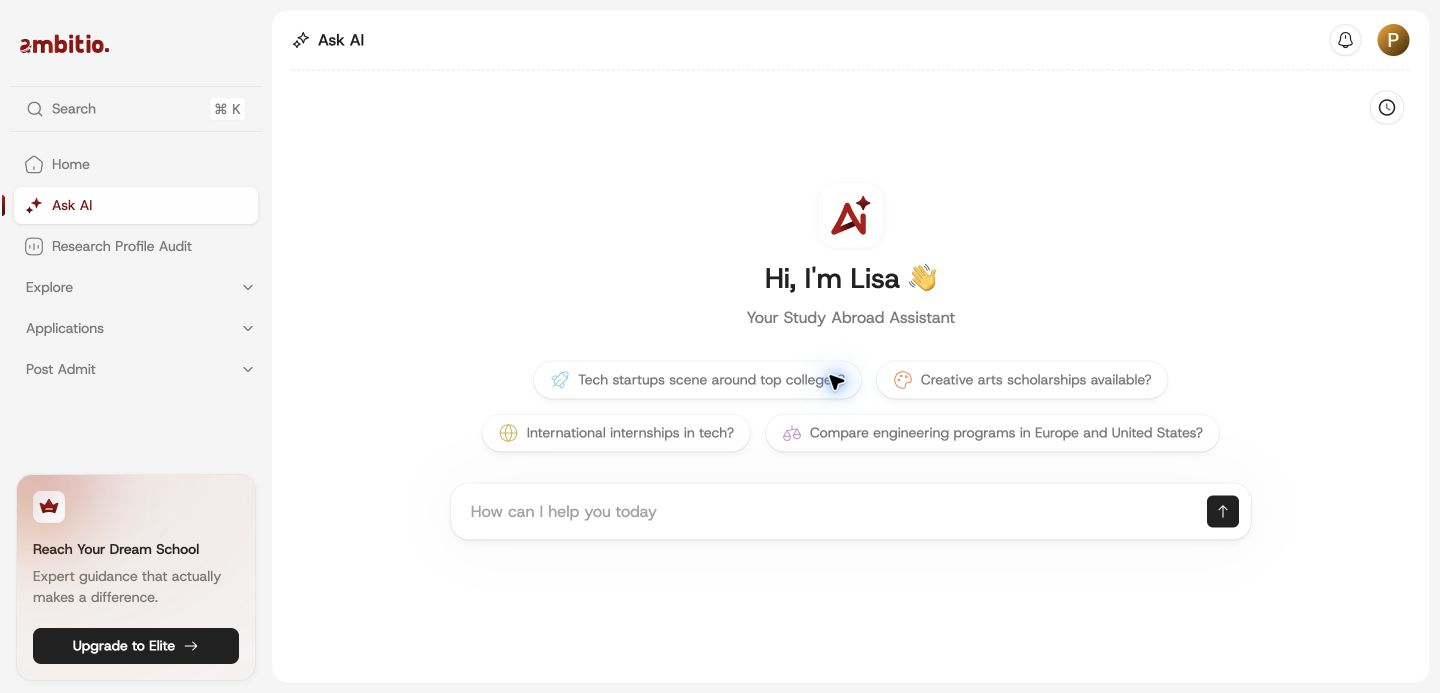 ambitio.
Search ⌘ K
Home
Ask AI
Research Profile Audit
Explore
Applications
Post Admit
Reach Your Dream School
Expert guidance that actually
makes a difference.
Upgrade to Elite →
Ask AI
P
Hi, I'm Lisa 👋
Your Study Abroad Assistant
Tech startups scene around top colleges?
Creative arts scholarships available?
International internships in tech?
Compare engineering programs in Europe and United States?
How can I help you today